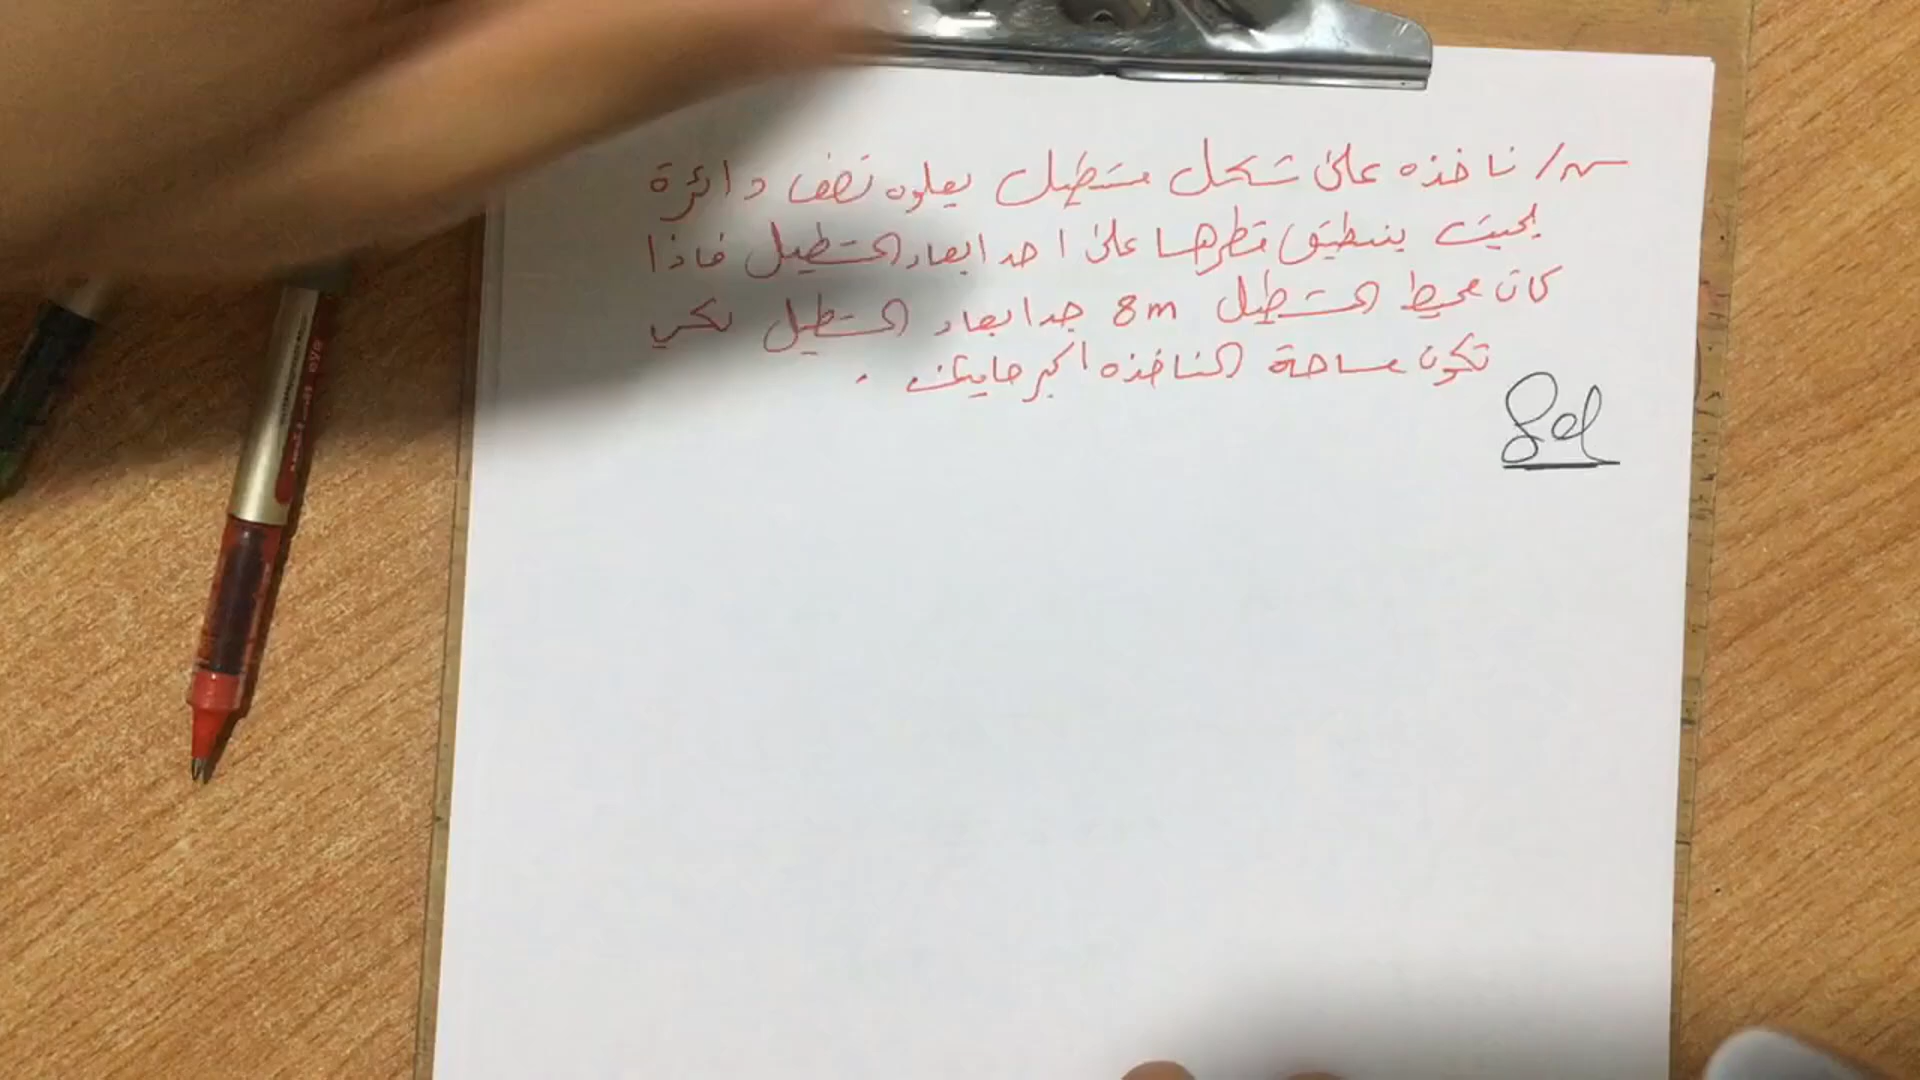 س/ نافذه على شكل مستطيل يعلوه نصف دائرة
بحيث ينطبق قطرها على احد ابعاد المستطيل فاذا
كان محيط المستطيل 8m جد ابعاد المستطيل لكي
تكون مساحة النافذه اكبر مايمكن .
Sol